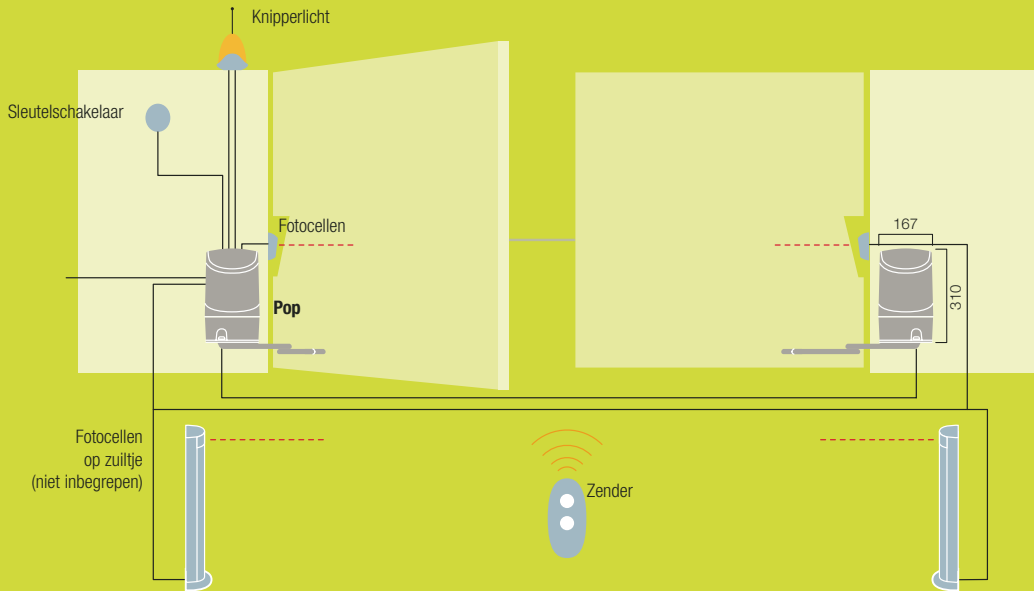 Knipperlicht
Sleutelschakelaar
Fotocellen
167
310
Pop
Fotocellen
op zuiltje
(niet inbegrepen)
Zender